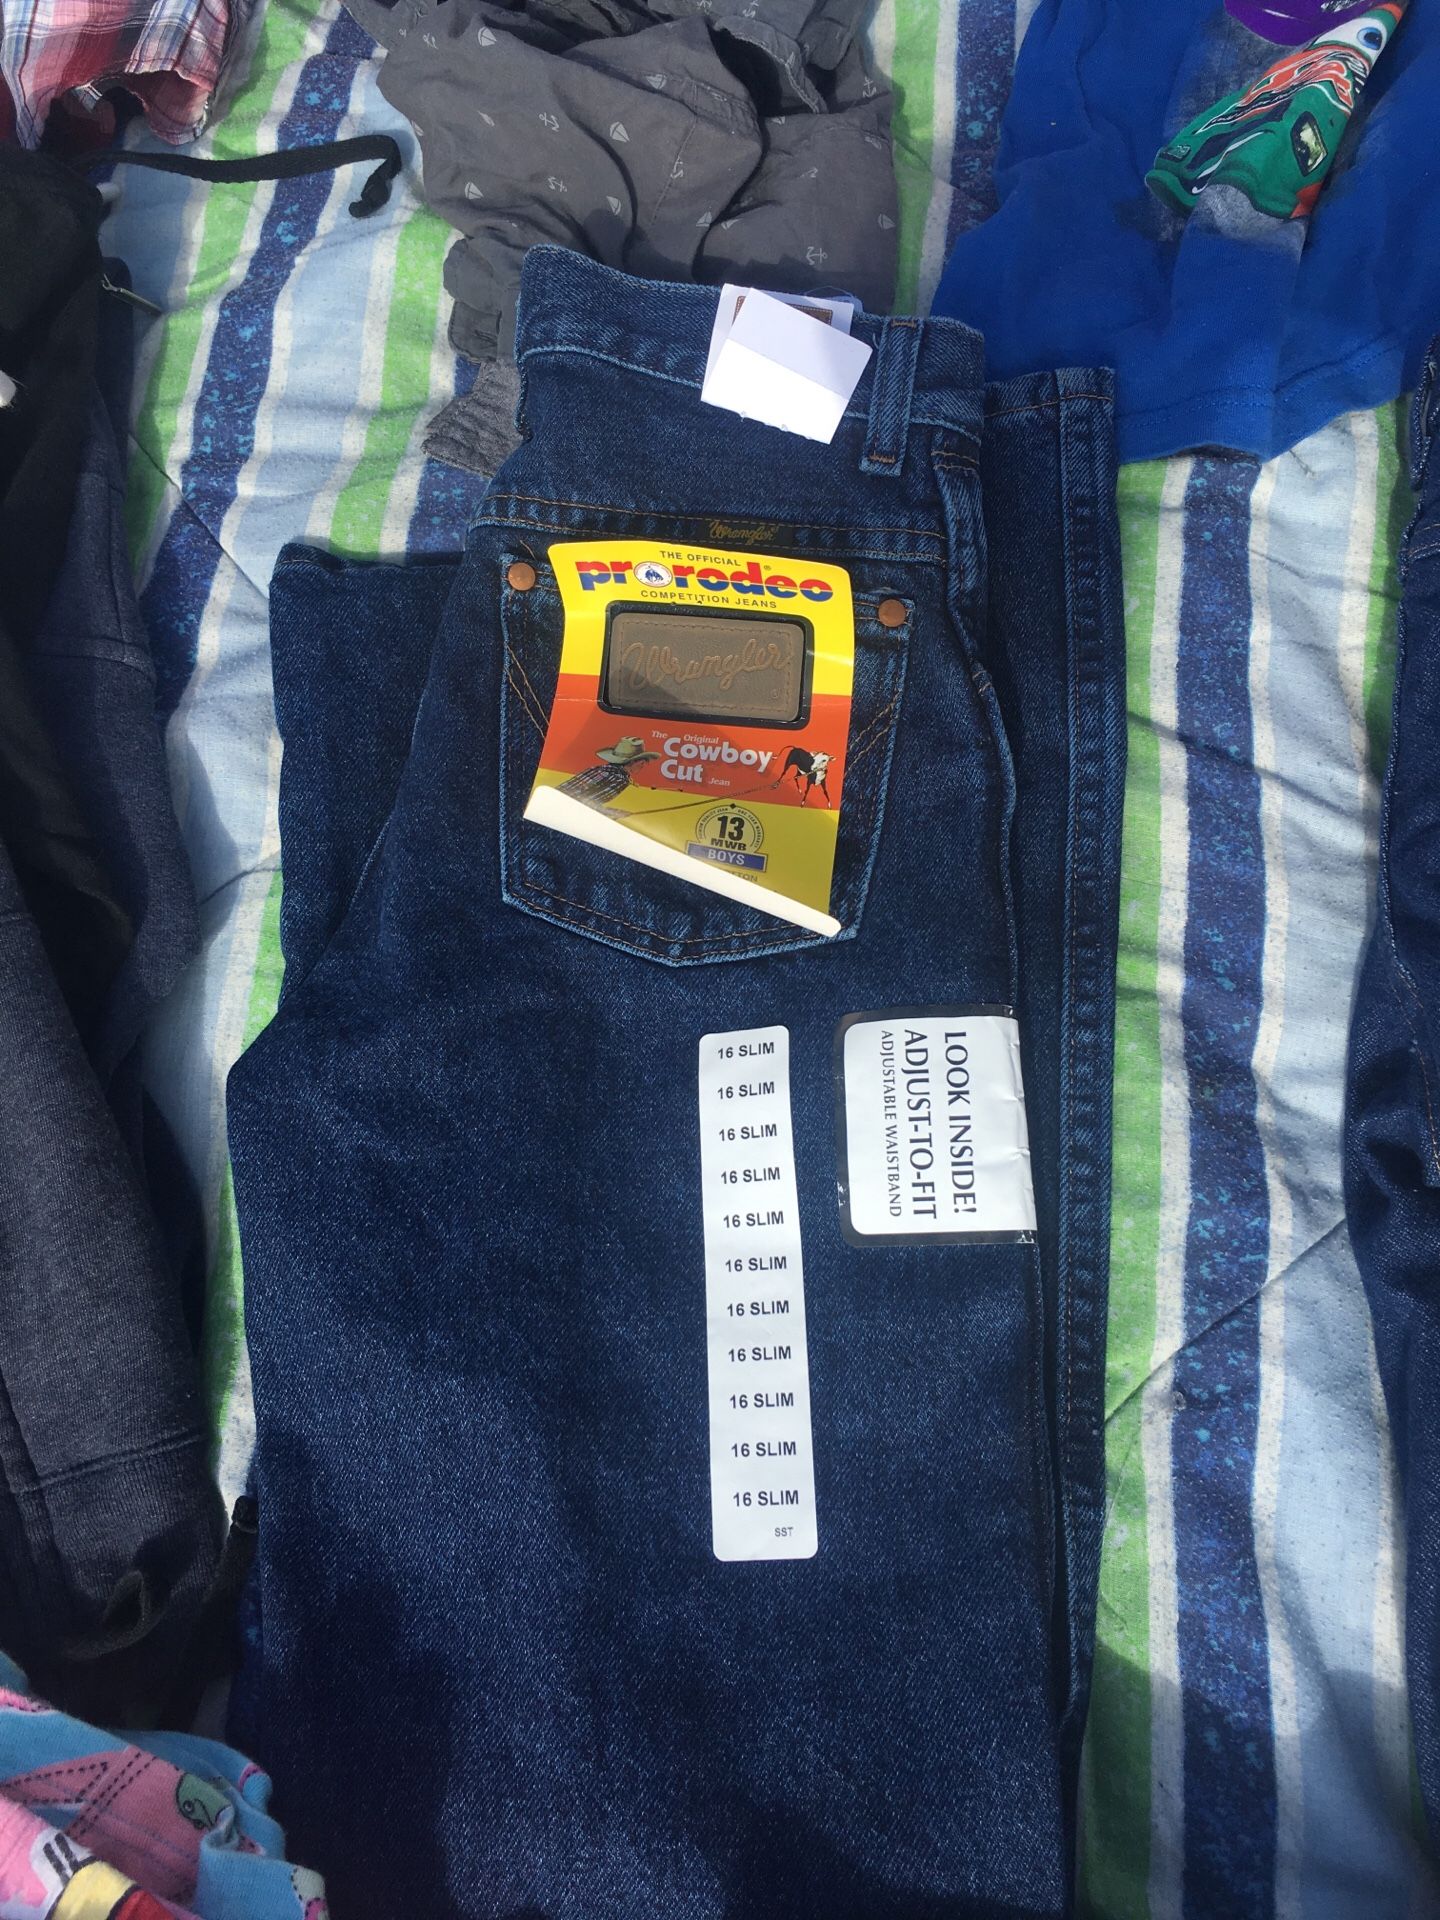 Wrangler
THE OFFICIAL
prorodeo®
COMPETITION JEANS
Wrangler®
The Original
Cowboy
Cut Jean
13
MWB
BOYS
LOOK INSIDE!
ADJUST-TO-FIT
ADJUSTABLE WAISTBAND
16 SLIM
16 SLIM
16 SLIM
16 SLIM
16 SLIM
16 SLIM
16 SLIM
16 SLIM
16 SLIM
16 SLIM
16 SLIM
SST